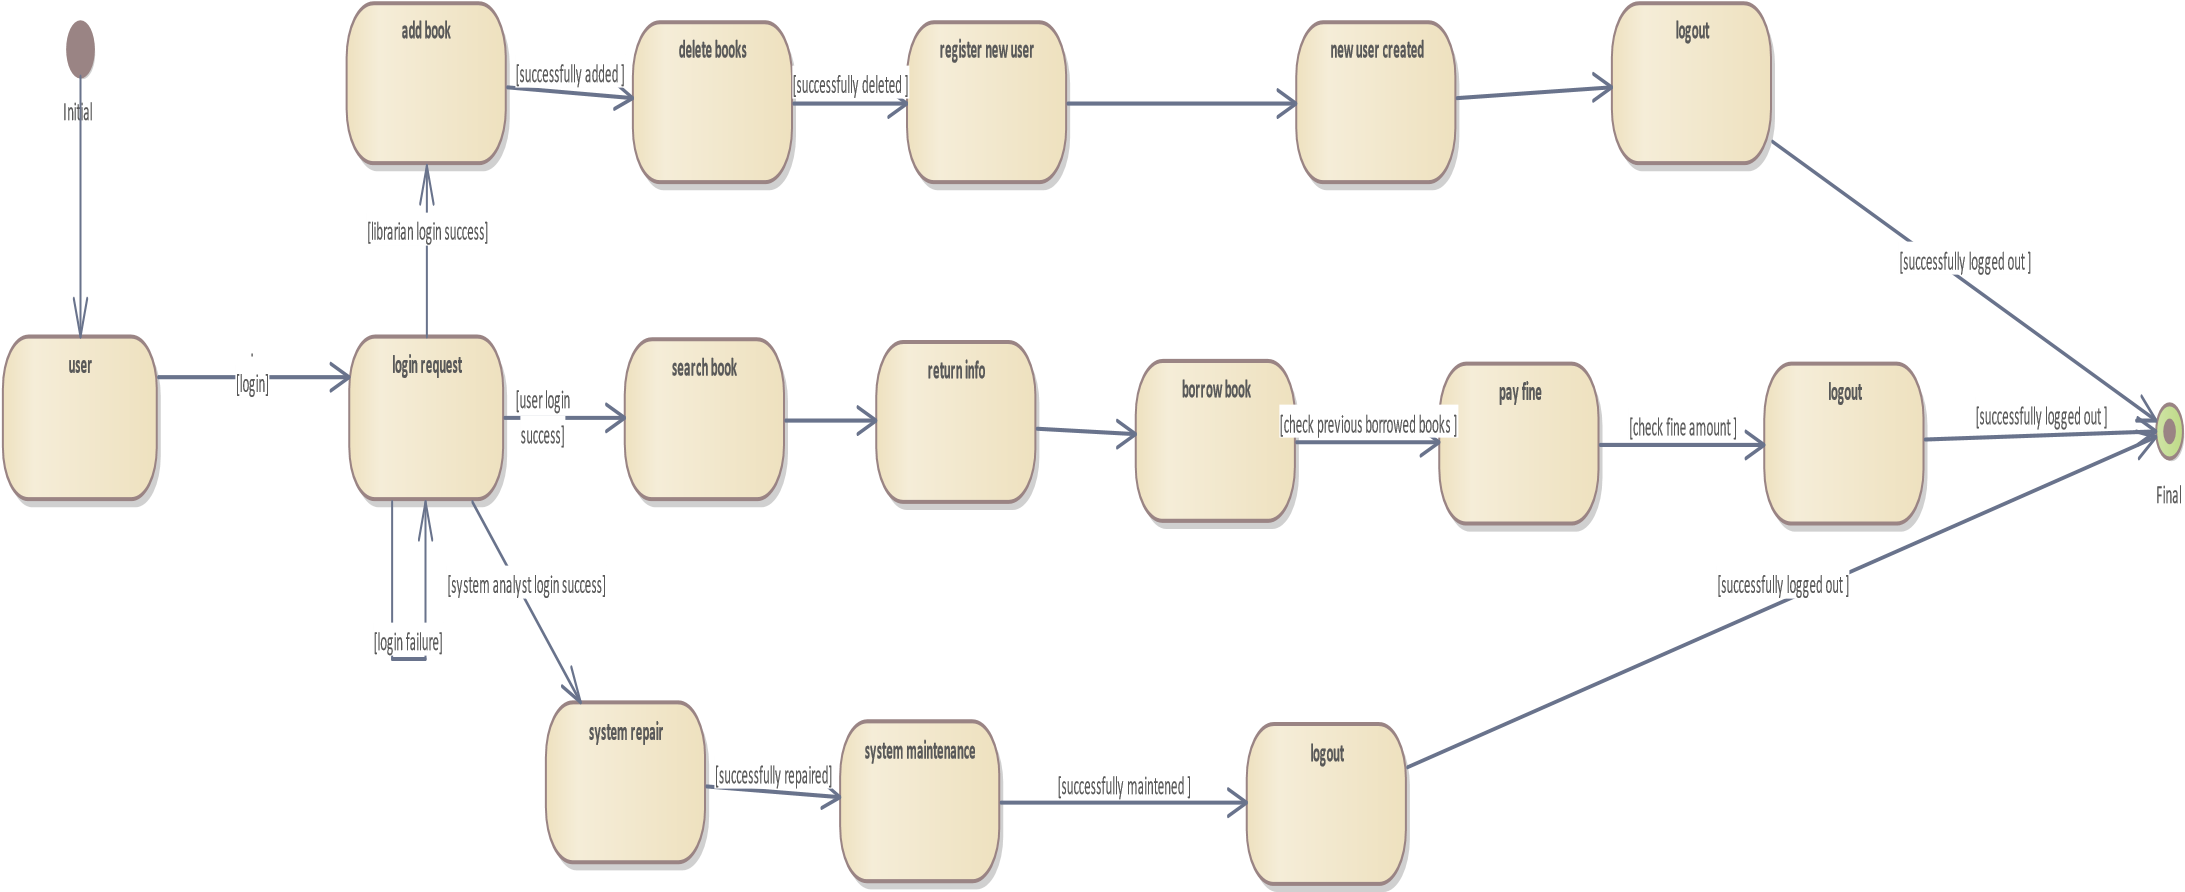 add book
delete books
register new user
new user created
logout
[successfully added ]
[successfully deleted ]
Initial
[librarian login success]
[successfully logged out ]
user
login request
search book
return info
borrow book
pay fine
logout
[login]
[user login
success]
[check previous borrowed books ]
[check fine amount ]
[successfully logged out ]
Final
[system analyst login success]
[successfully logged out ]
[login failure]
system repair
system maintenance
logout
[successfully repaired]
[successfully maintened ]